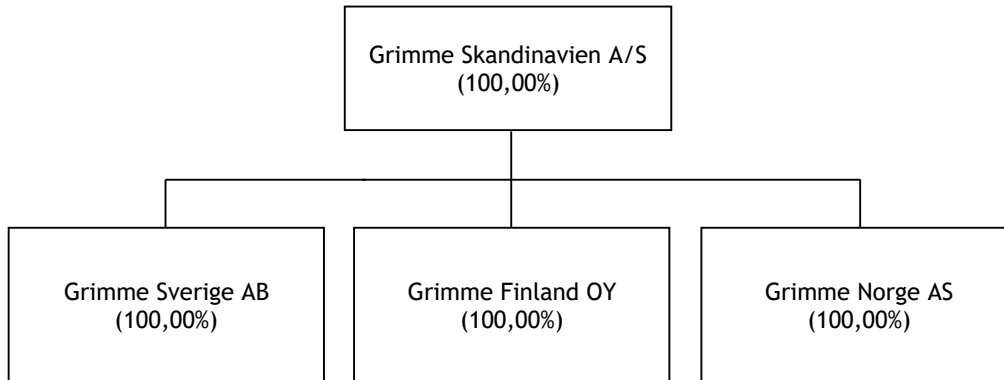 Grimme Skandinavien A/S
(100,00%)
Grimme Sverige AB
(100,00%)
Grimme Finland OY
(100,00%)
Grimme Norge AS
(100,00%)